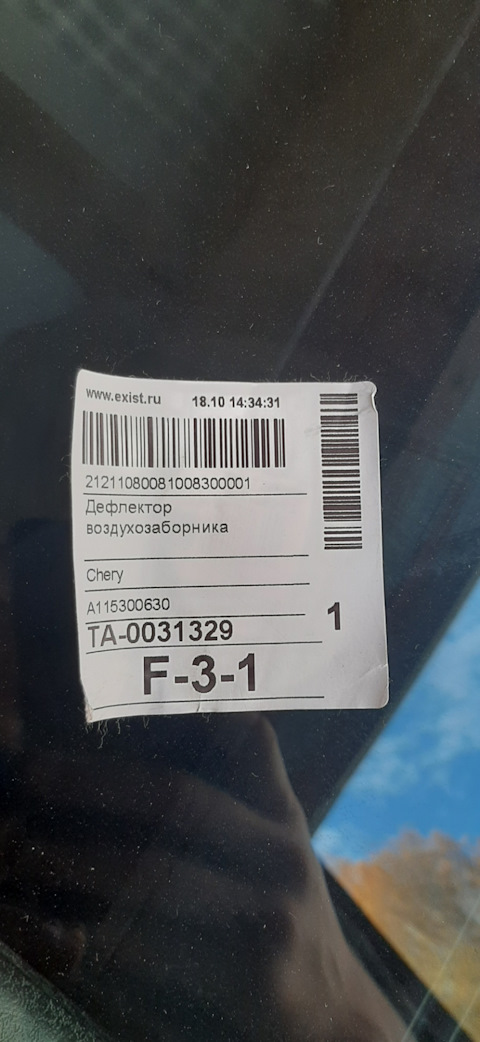 www.exist.ru 18.10 14:34:31
21211080081008300001
Дефлектор
воздухозаборника
Chery
A115300630
1
TA-0031329
F-3-1